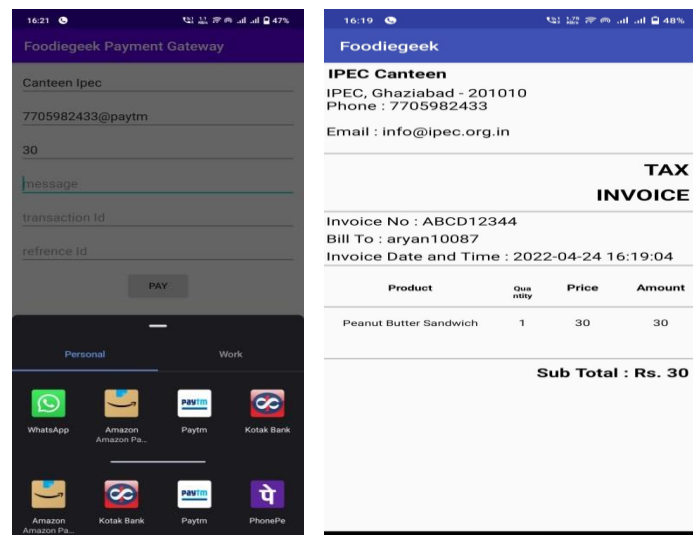 16:21
47%
Foodiegeek Payment Gateway
Canteen Ipec
7705982433@paytm
30
message
transaction Id
refrence Id
PAY
Personal Work
WhatsApp
Amazon
Amazon Pa...
Paytm
Kotak Bank
Amazon
Amazon Pa...
Kotak Bank
Paytm
PhonePe
16:19
48%
Foodiegeek
IPEC Canteen
IPEC, Ghaziabad - 201010
Phone : 7705982433
Email : info@ipec.org.in
TAX
INVOICE
Invoice No : ABCD12344
Bill To : aryan10087
Invoice Date and Time : 2022-04-24 16:19:04
Product Qua ntity Price Amount
Peanut Butter Sandwich 1 30 30
Sub Total : Rs. 30